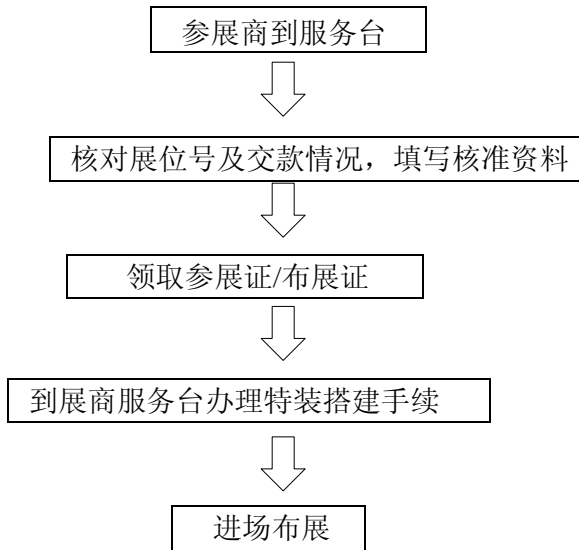 参展商到服务台
核对展位号及交款情况，填写核准资料
领取参展证/布展证
到展商服务台办理特装搭建手续
进场布展